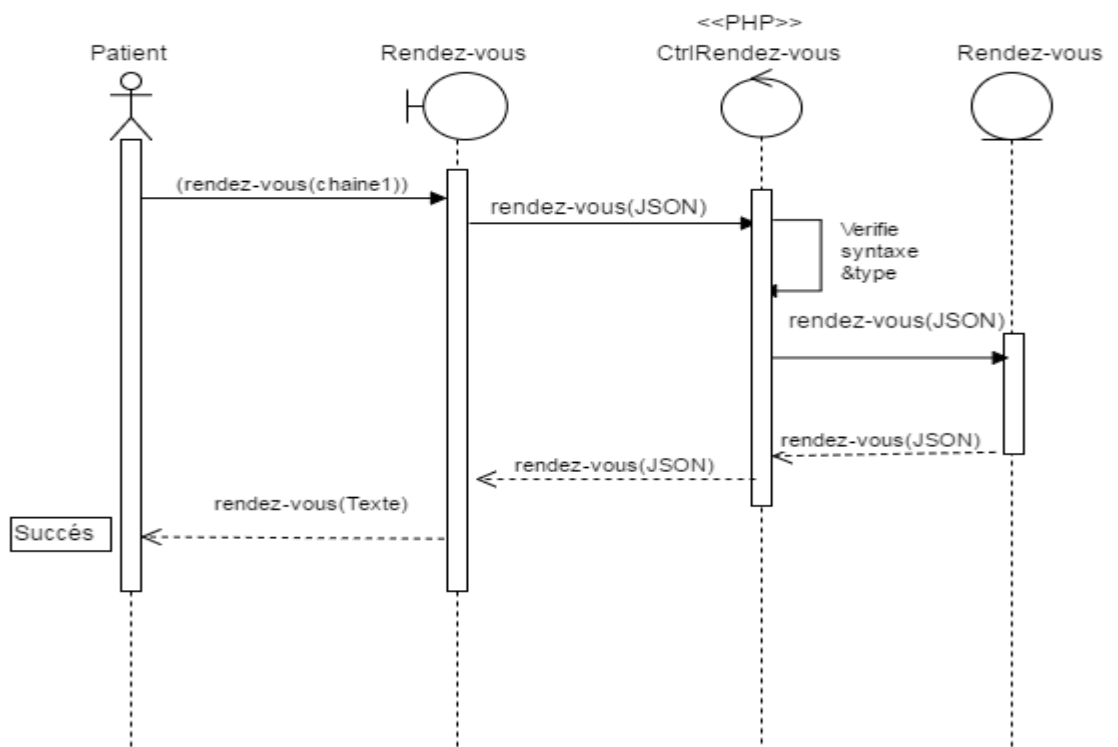 <<PHP>>
Patient
Rendez-vous
CtrlRendez-vous
Rendez-vous
(rendez-vous(chaine1))
rendez-vous(JSON)
Verifie
syntaxe
&type
rendez-vous(JSON)
rendez-vous(JSON)
rendez-vous(JSON)
rendez-vous(Texte)
Succés